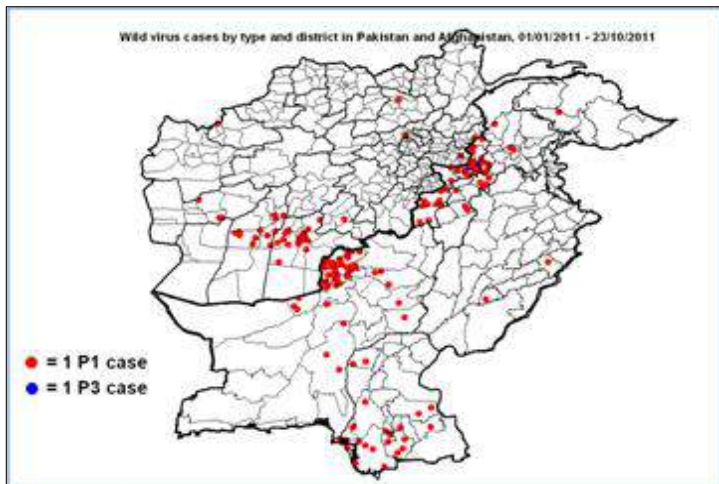 Wild virus cases by type and district in Pakistan and Afghanistan, 01/01/2011 - 23/10/2011
= 1 P1 case
= 1 P3 case